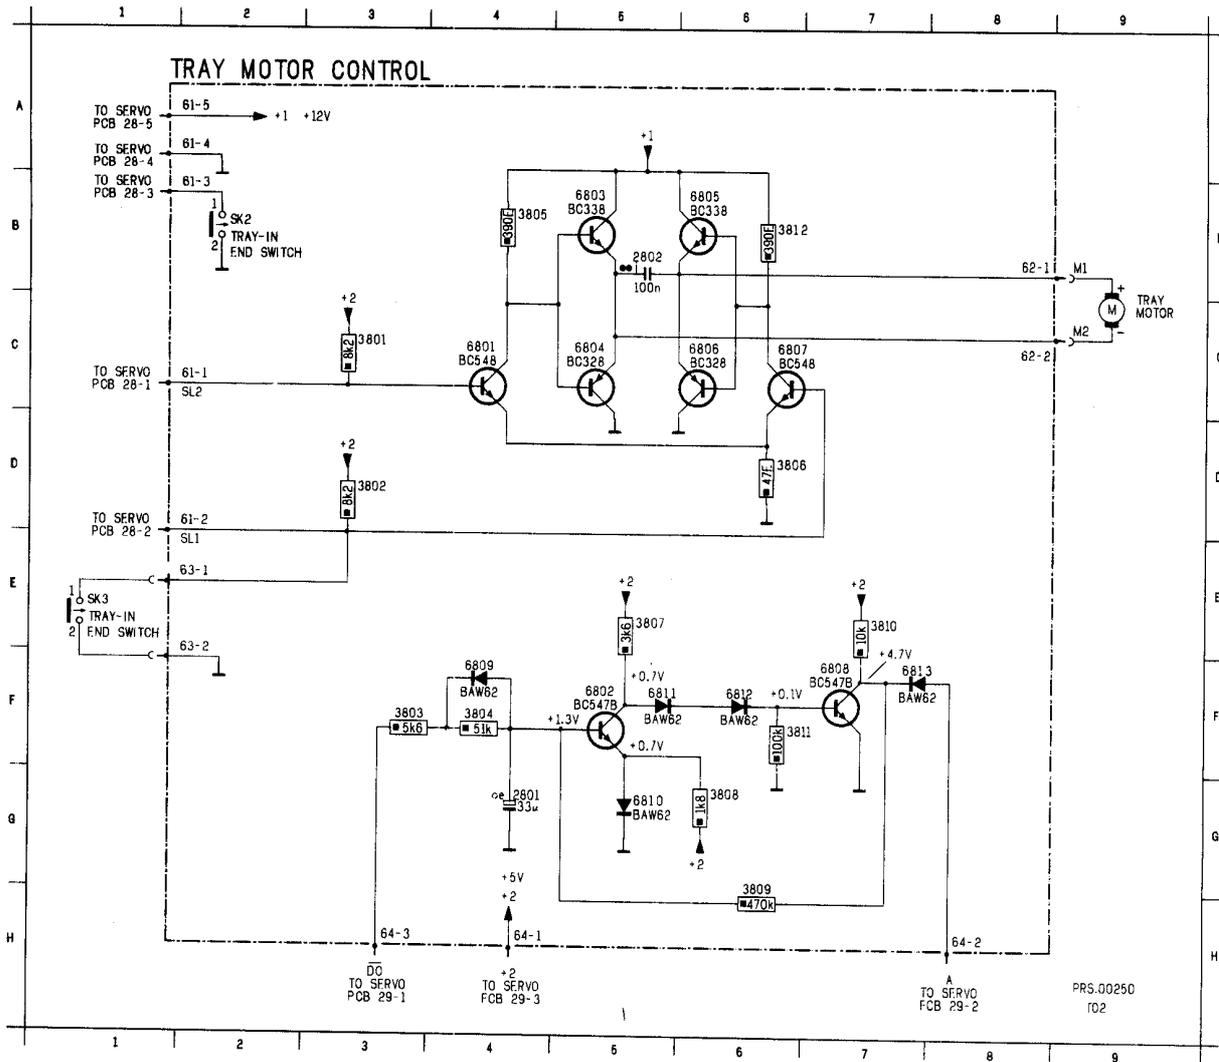 1 2 3 4 5 6 7 8 9
TRAY MOTOR CONTROL
A
TO SERVO
PCB 28-5
61-5
+1 +12V
TO SERVO
PCB 28-4
61-4
TO SERVO
PCB 28-3
61-3
+1
B
1
SK2
2
TRAY-IN
END SWITCH
3805
390E
6803
BC338
6805
BC338
390E
3812
2802
100n
62-1
M1
+
M
TRAY
MOTOR
-
M2
62-2
C
+2
3801
8k2
6801
BC548
6804
BC328
6806
BC328
6807
BC548
TO SERVO
PCB 28-1
61-1
SL2
D
+2
3802
8k2
3806
47E
TO SERVO
PCB 28-2
61-2
SL1
E
63-1
1
SK3
TRAY-IN
2
END SWITCH
63-2
E
+2
3807
3k6
+2
3810
10k
+4.7V
F
6809
BAW62
6802
BC547B
+0.7V
6811
BAW62
6812
BAW62
+0.1V
6808
BC547B
6813
BAW62
F
3803
5k6
3804
51k
+1.3V
+0.7V
3811
100k
G
2801
33u
6810
BAW62
3808
1k8
+2
G
+5V
+2
3809
470k
H
64-3
64-1
64-2
H
DO
TO SERVO
PCB 29-1
+2
TO SERVO
PCB 29-3
A
TO SERVO
PCB 29-2
PRS.00250
T02
1 2 3 4 5 6 7 8 9